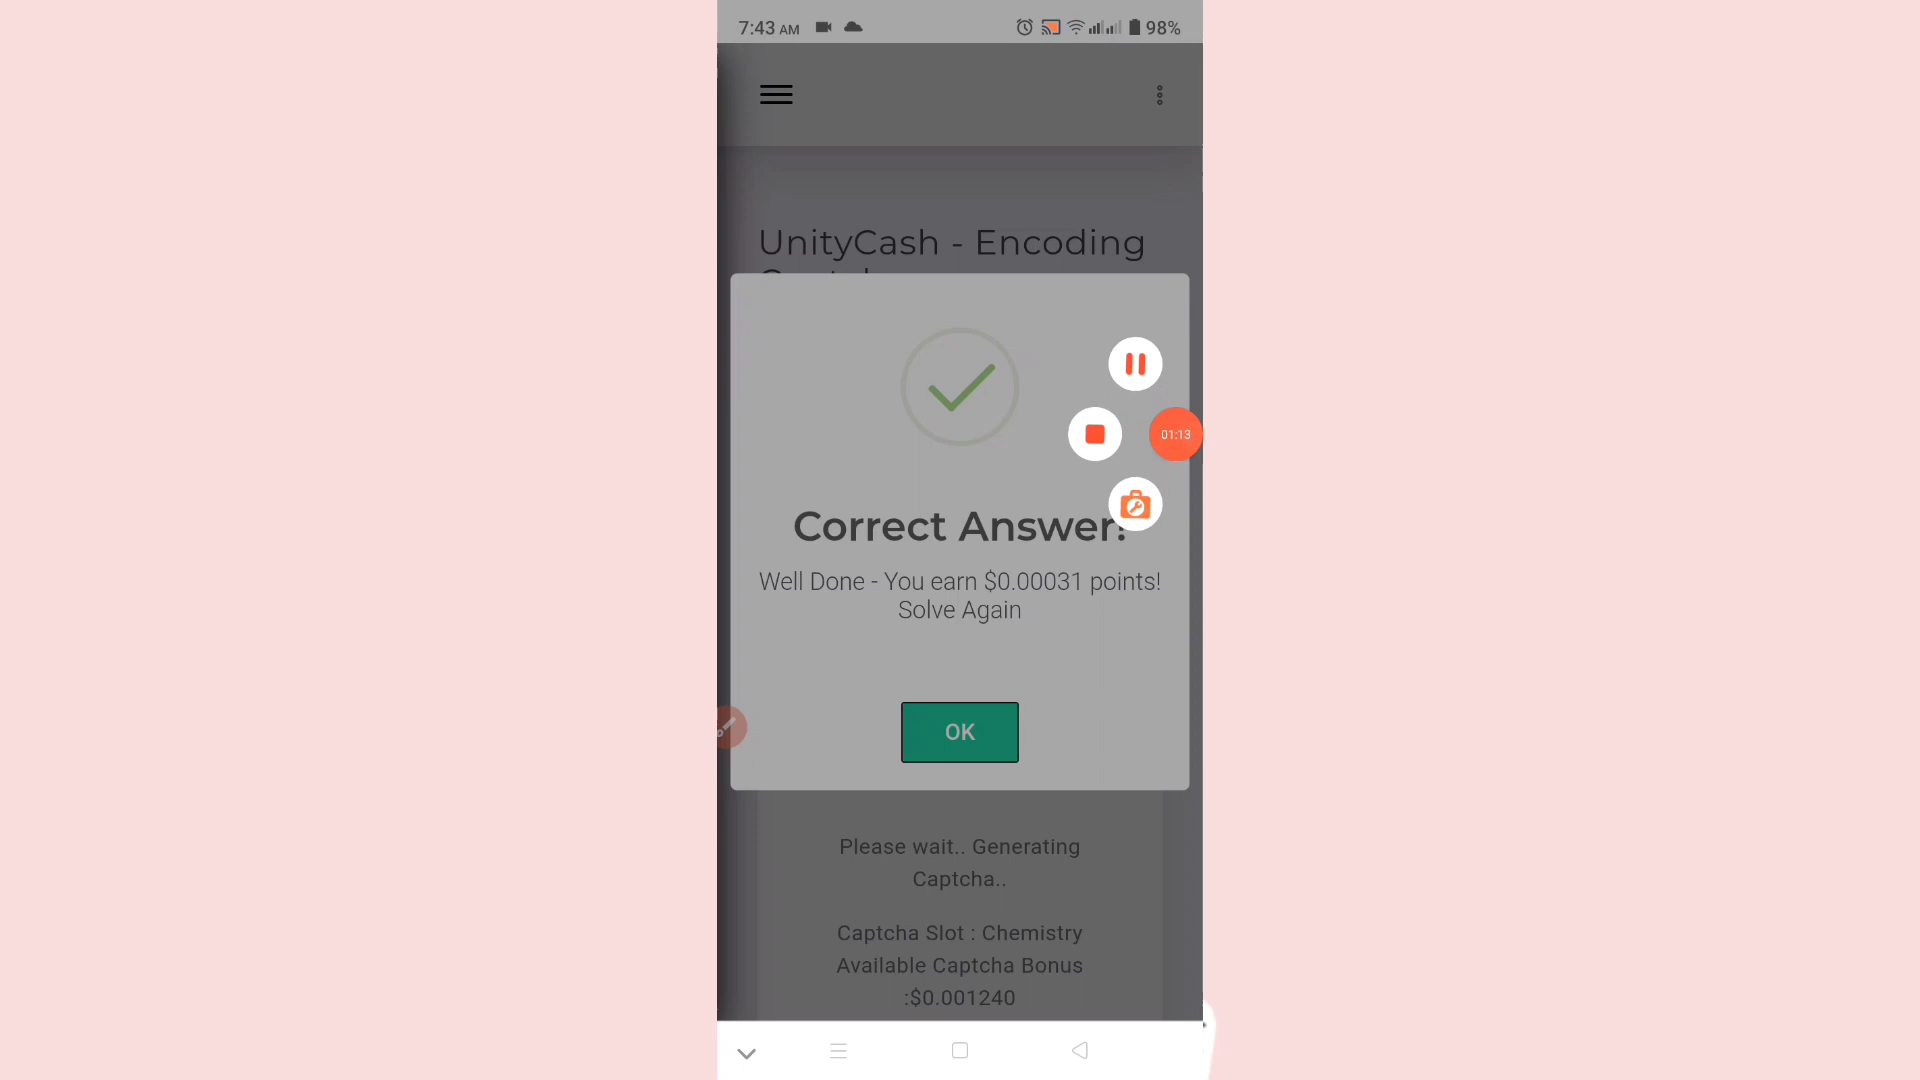 7:43 AM
98%
UnityCash - Encoding
01:13
Correct Answer!
Well Done - You earn $0.00031 points!
Solve Again
OK
Please wait.. Generating
Captcha..
Captcha Slot : Chemistry
Available Captcha Bonus
:$0.001240